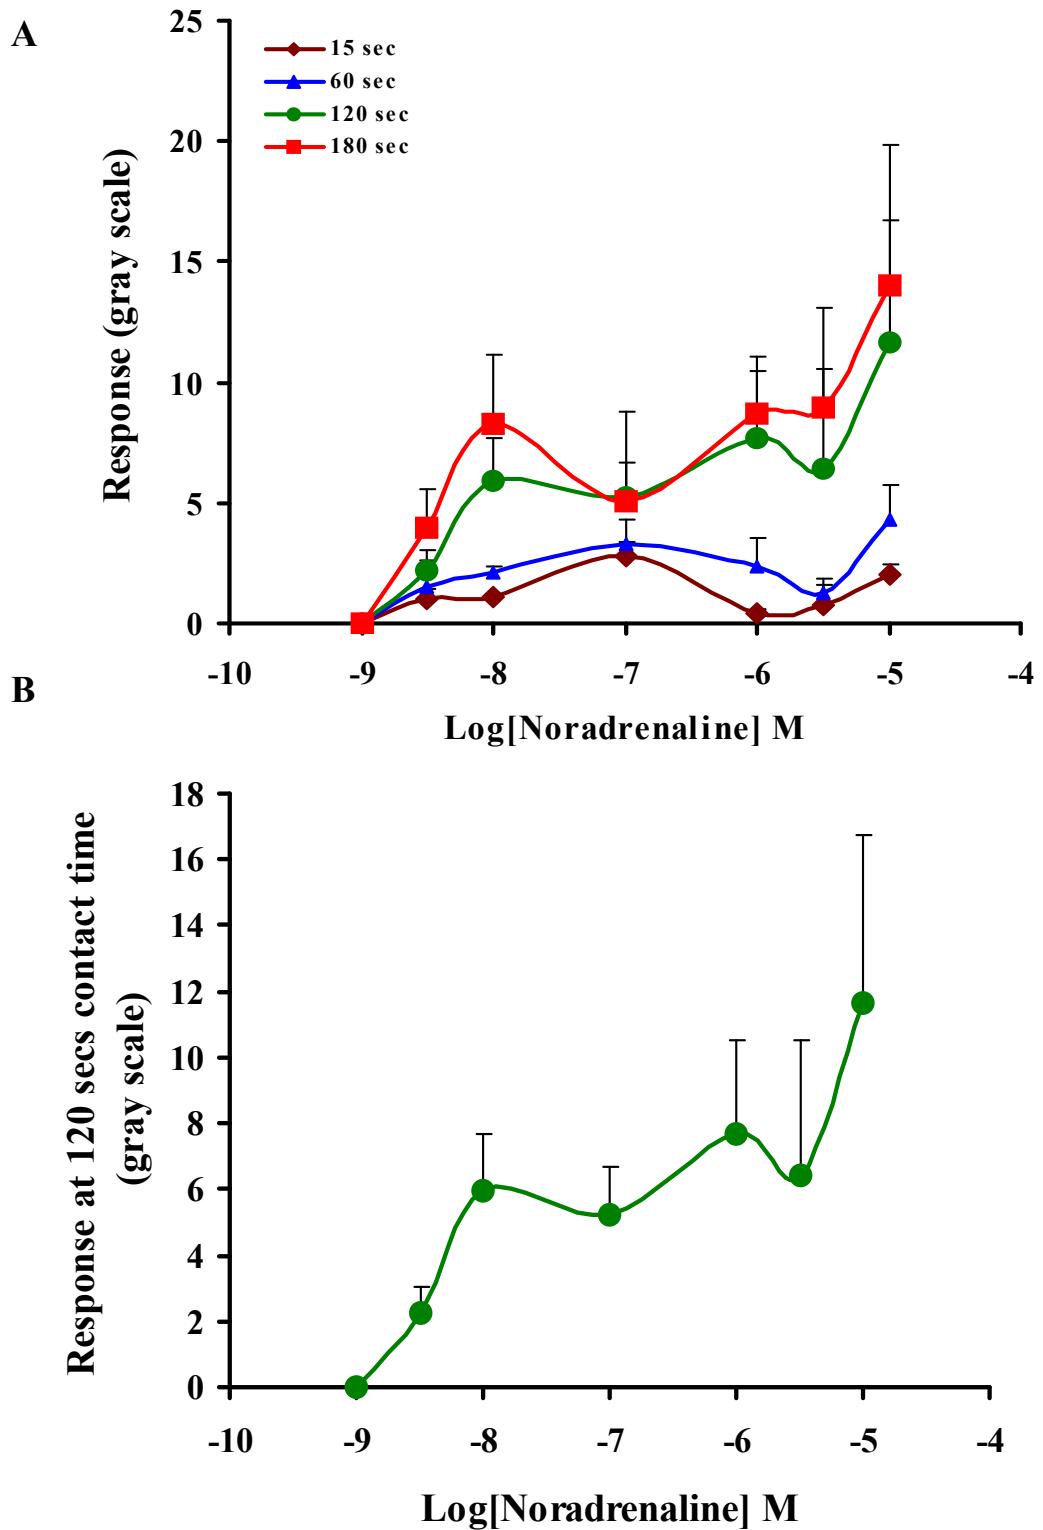 A
25
20
15
10
5
0
Response (gray scale)
15 sec
60 sec
120 sec
180 sec
-10 -9 -8 -7 -6 -5 -4
Log[Noradrenaline] M
B
18
16
14
12
10
8
6
4
2
0
Response at 120 secs contact time
(gray scale)
-10 -9 -8 -7 -6 -5 -4
Log[Noradrenaline] M